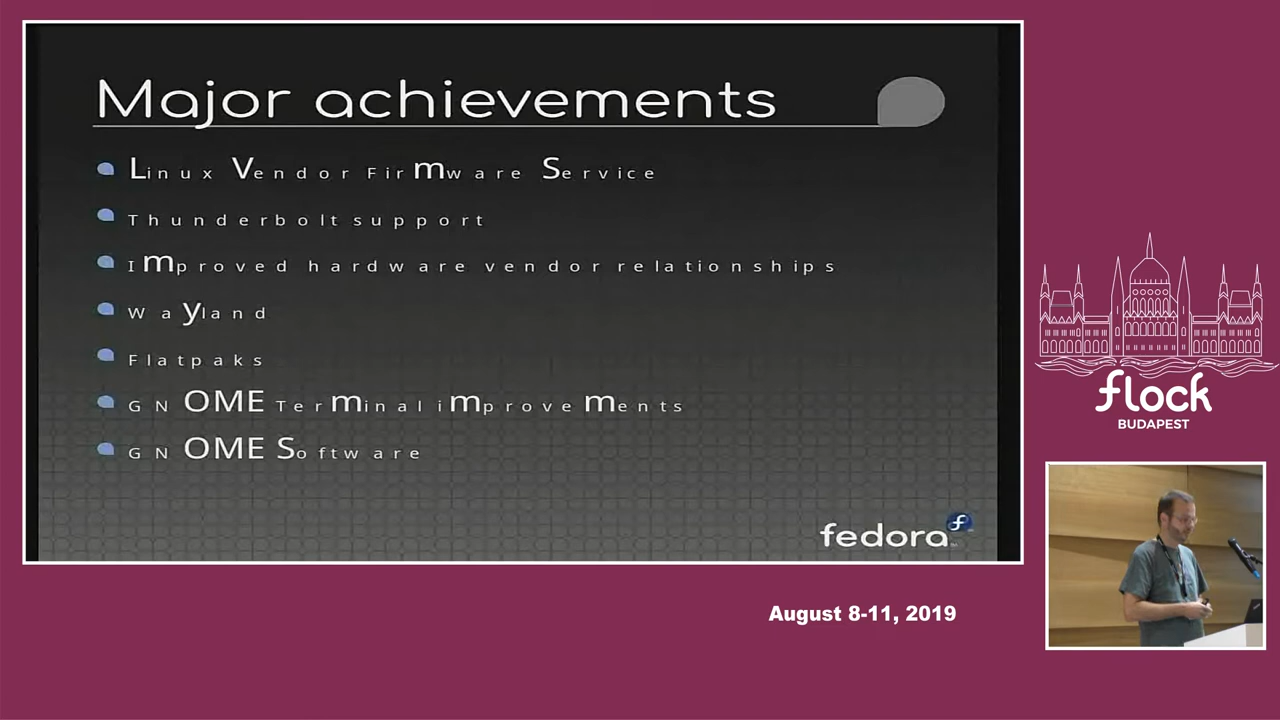 Major achievements
Linux Vendor Firmware Service
Thunderbolt support
Improved hardware vendor relationships
Wayland
Flatpaks
GNOME Terminal improvements
GNOME Software
fedora
flock
BUDAPEST
August 8-11, 2019